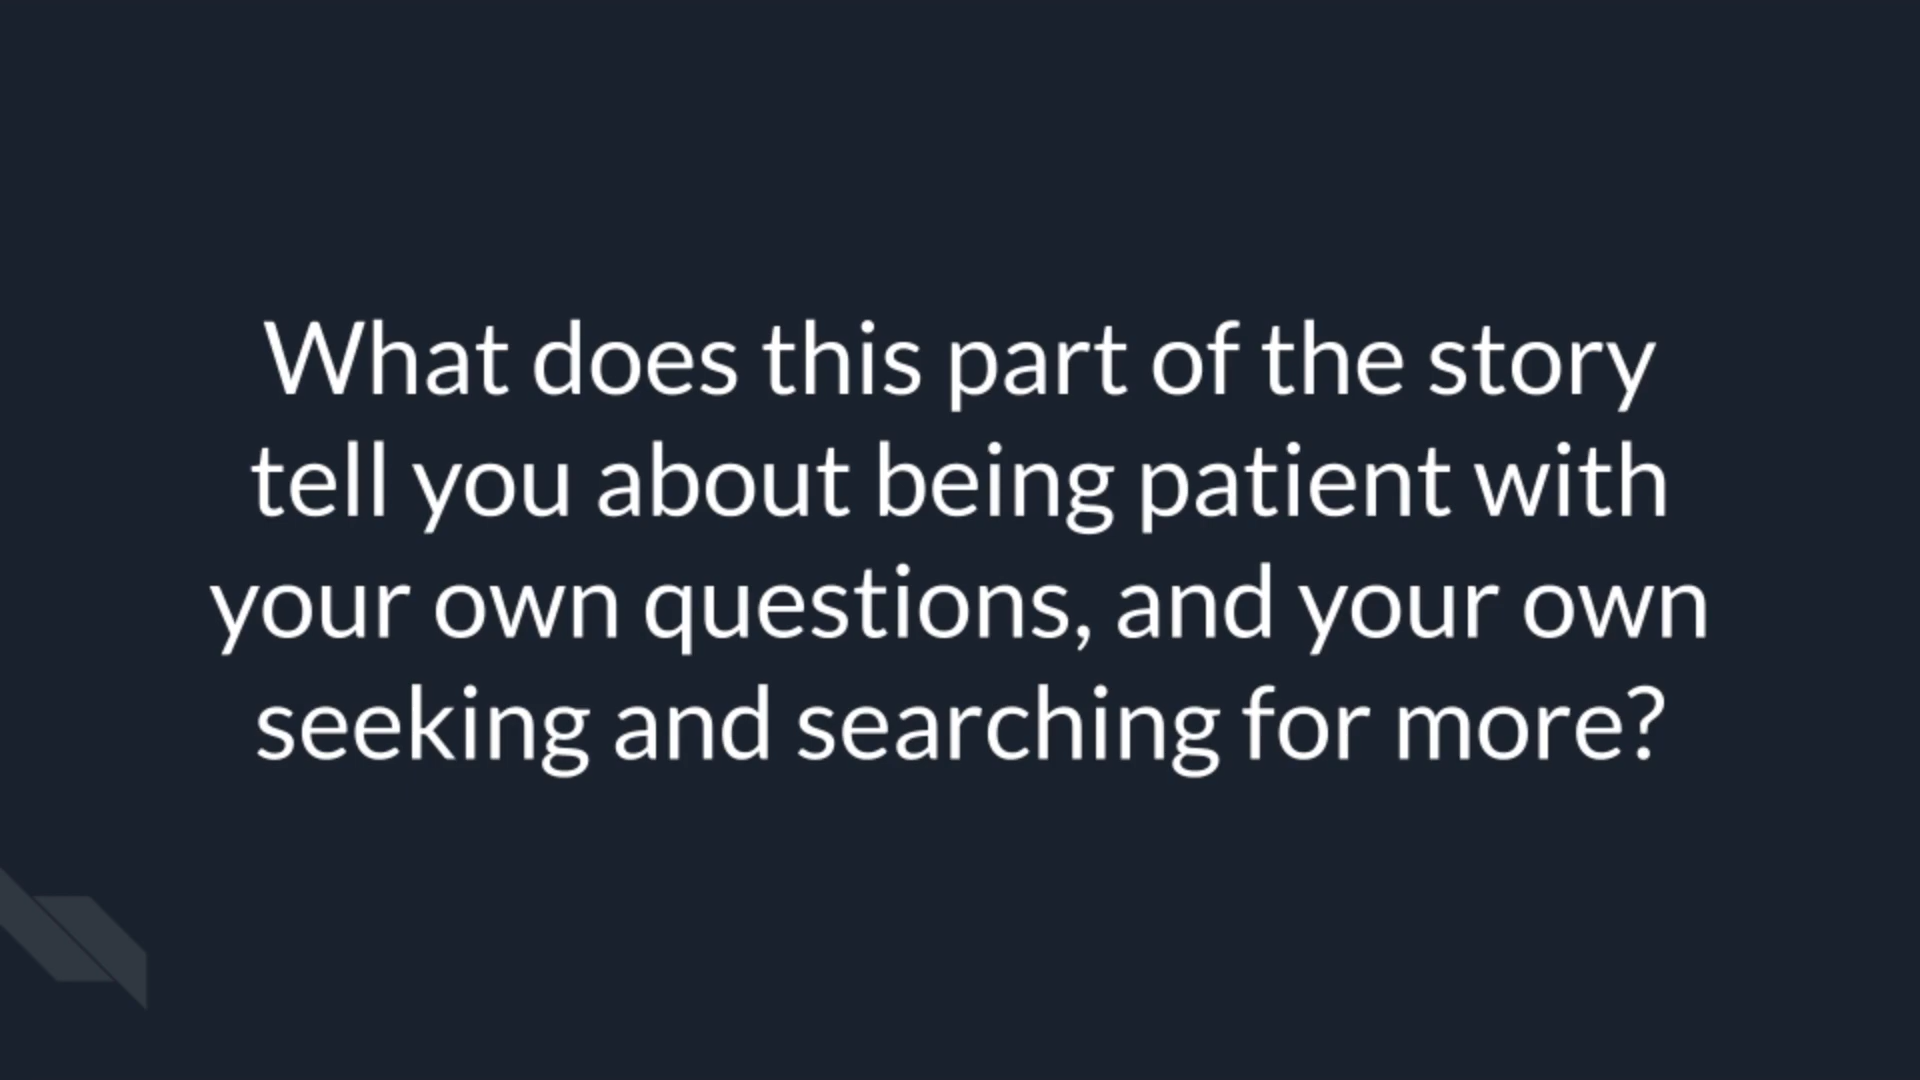 What does this part of the story
tell you about being patient with
your own questions, and your own
seeking and searching for more?